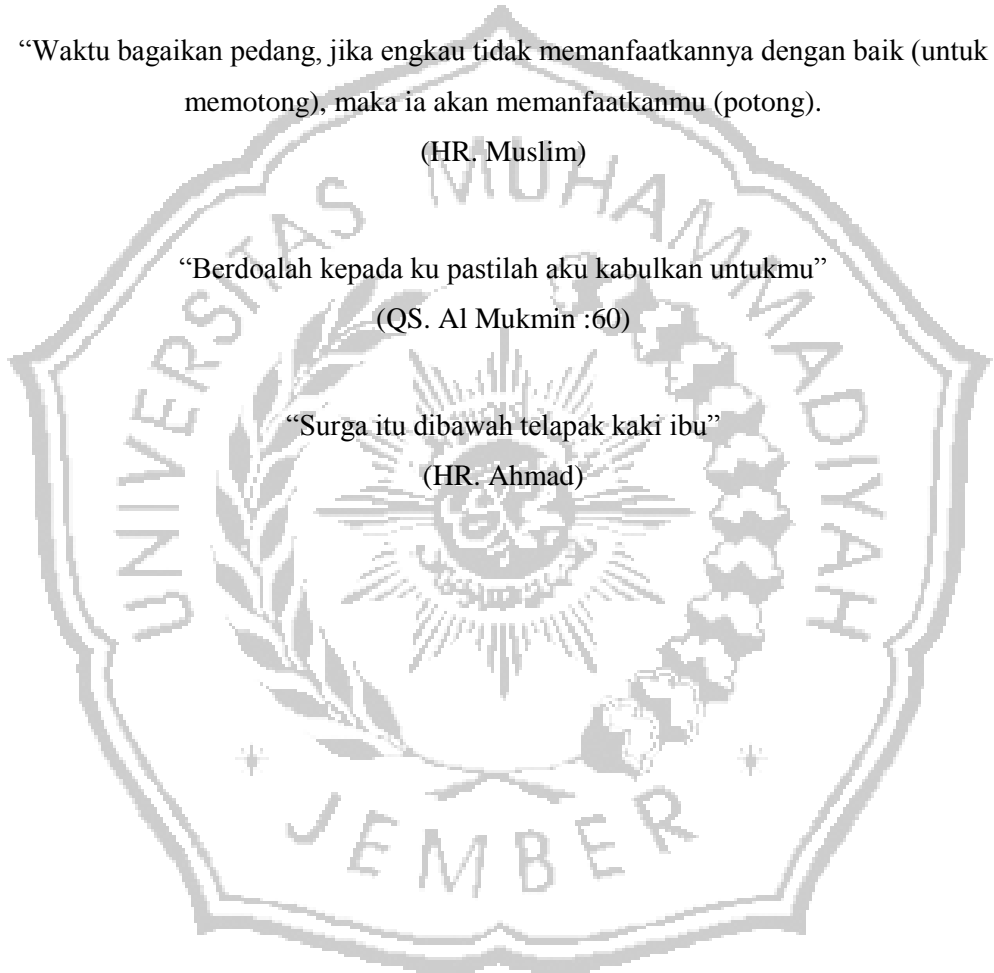 “Waktu bagaikan pedang, jika engkau tidak memanfaatkannya dengan baik (untuk
memotong), maka ia akan memanfaatkanmu (potong).
(HR. Muslim)
“Berdoalah kepada ku pastilah aku kabulkan untukmu”
(QS. Al Mukmin :60)
“Surga itu dibawah telapak kaki ibu”
(HR. Ahmad)
UNIVERSITAS MUHAMMADIYAH
JEMBER